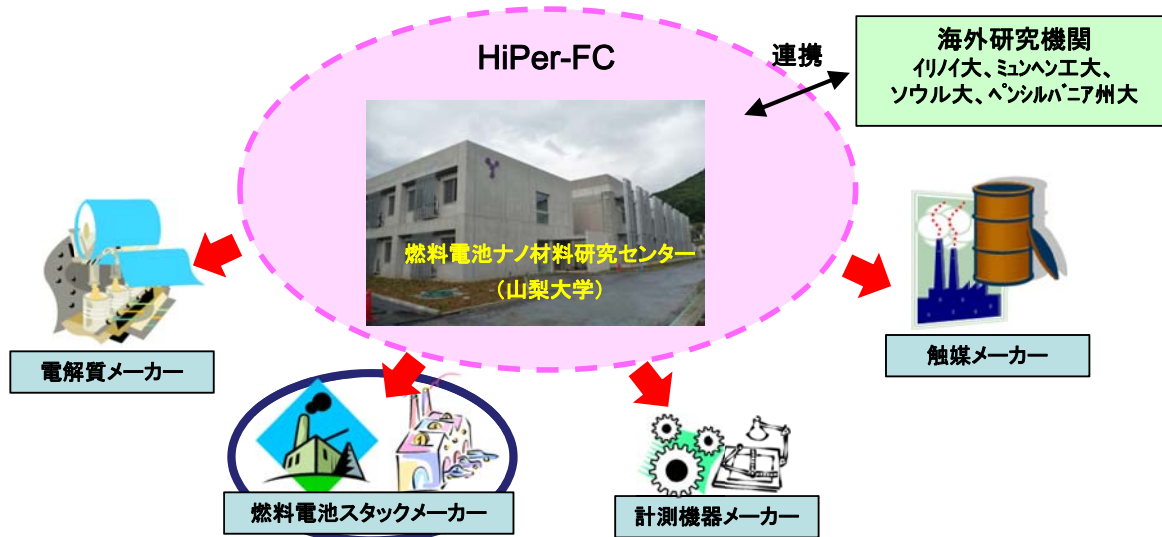 HiPer-FC
連携
海外研究機関
ｲﾘﾉｲ大、ﾐｭﾝﾍﾝ工大、
ソウル大、ﾍﾟﾝｼﾙﾊﾞﾆｱ州大
燃料電池ナノ材料研究センター
（山梨大学）
電解質メーカー
触媒メーカー
燃料電池スタックメーカー
計測機器メーカー